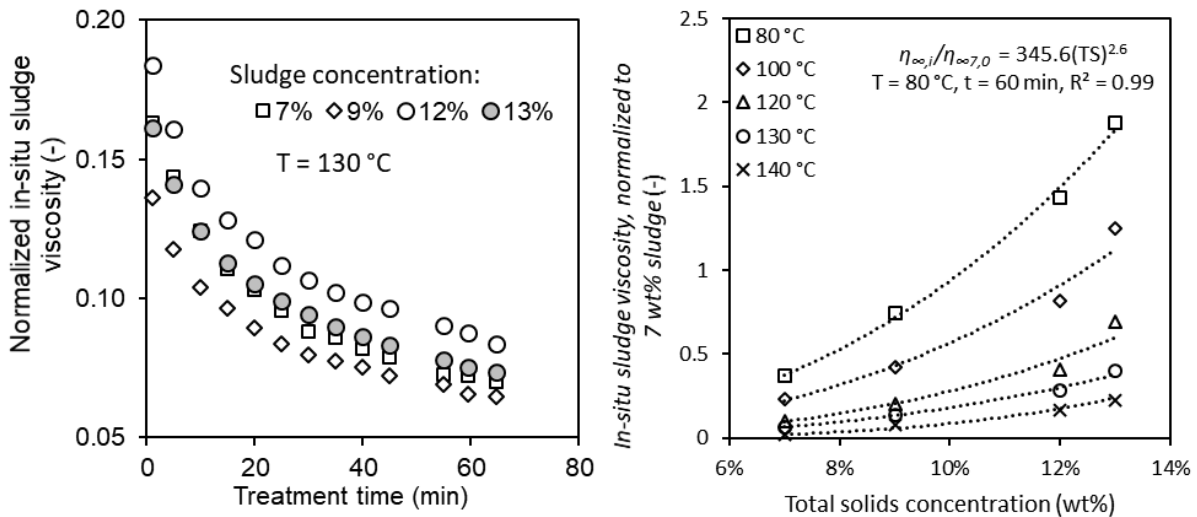 0.20
0.15
0.10
0.05
0
20
40
60
80
Normalized in-situ sludge
viscosity (-)
Treatment time (min)
Sludge concentration:
7% 9% 12% 13%
T = 130 °C
2.5
2
1.5
1
0.5
0
6%
8%
10%
12%
14%
In-situ sludge viscosity, normalized to
7 wt% sludge (-)
Total solids concentration (wt%)
80 °C
100 °C
120 °C
130 °C
140 °C
η∞,i/η∞7,0 = 345.6(TS)2.6
T = 80 °C, t = 60 min, R² = 0.99